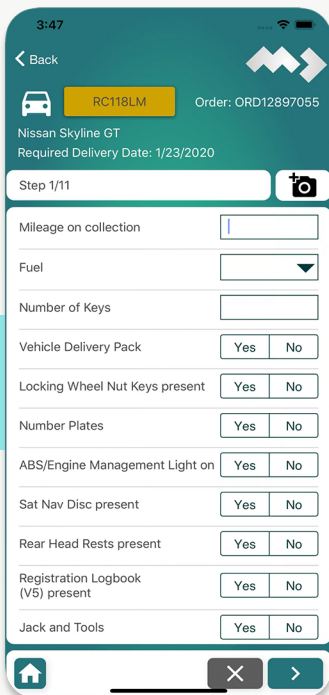 3:47
Back
RC118LM
Order: ORD12897055
Nissan Skyline GT
Required Delivery Date: 1/23/2020
Step 1/11
Mileage on collection
Fuel
Number of Keys
Vehicle Delivery Pack Yes No
Locking Wheel Nut Keys present Yes No
Number Plates Yes No
ABS/Engine Management Light on Yes No
Sat Nav Disc present Yes No
Rear Head Rests present Yes No
Registration Logbook
(V5) present Yes No
Jack and Tools Yes No